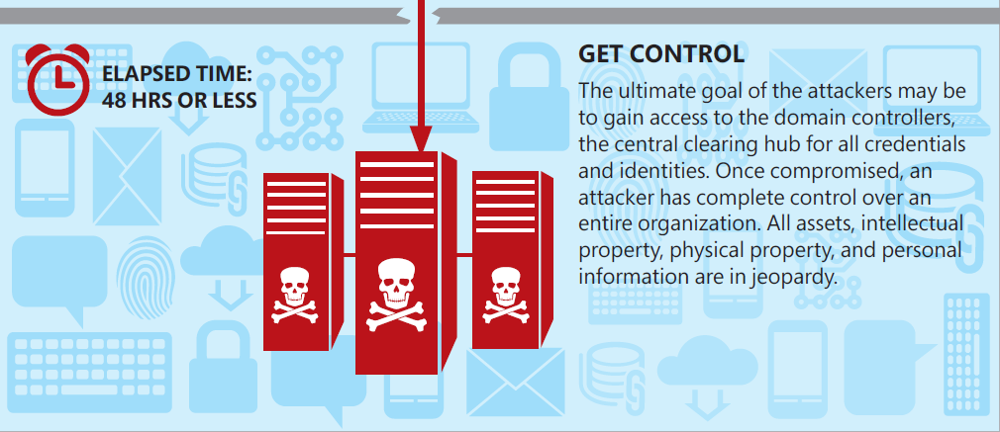 ELAPSED TIME:
48 HRS OR LESS
GET CONTROL
The ultimate goal of the attackers may be
to gain access to the domain controllers,
the central clearing hub for all credentials
and identities. Once compromised, an
attacker has complete control over an
entire organization. All assets, intellectual
property, physical property, and personal
information are in jeopardy.